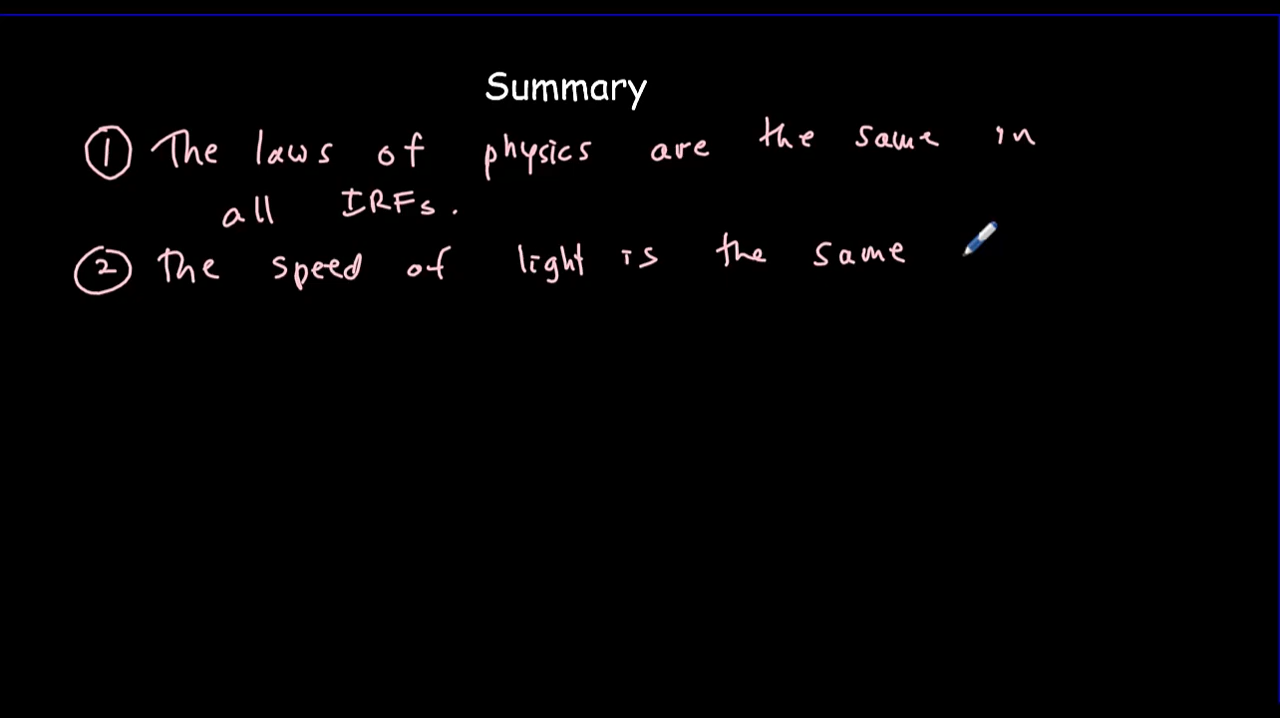 Summary
① The laws of physics are the same in
all IRFs.
② The speed of light is the same